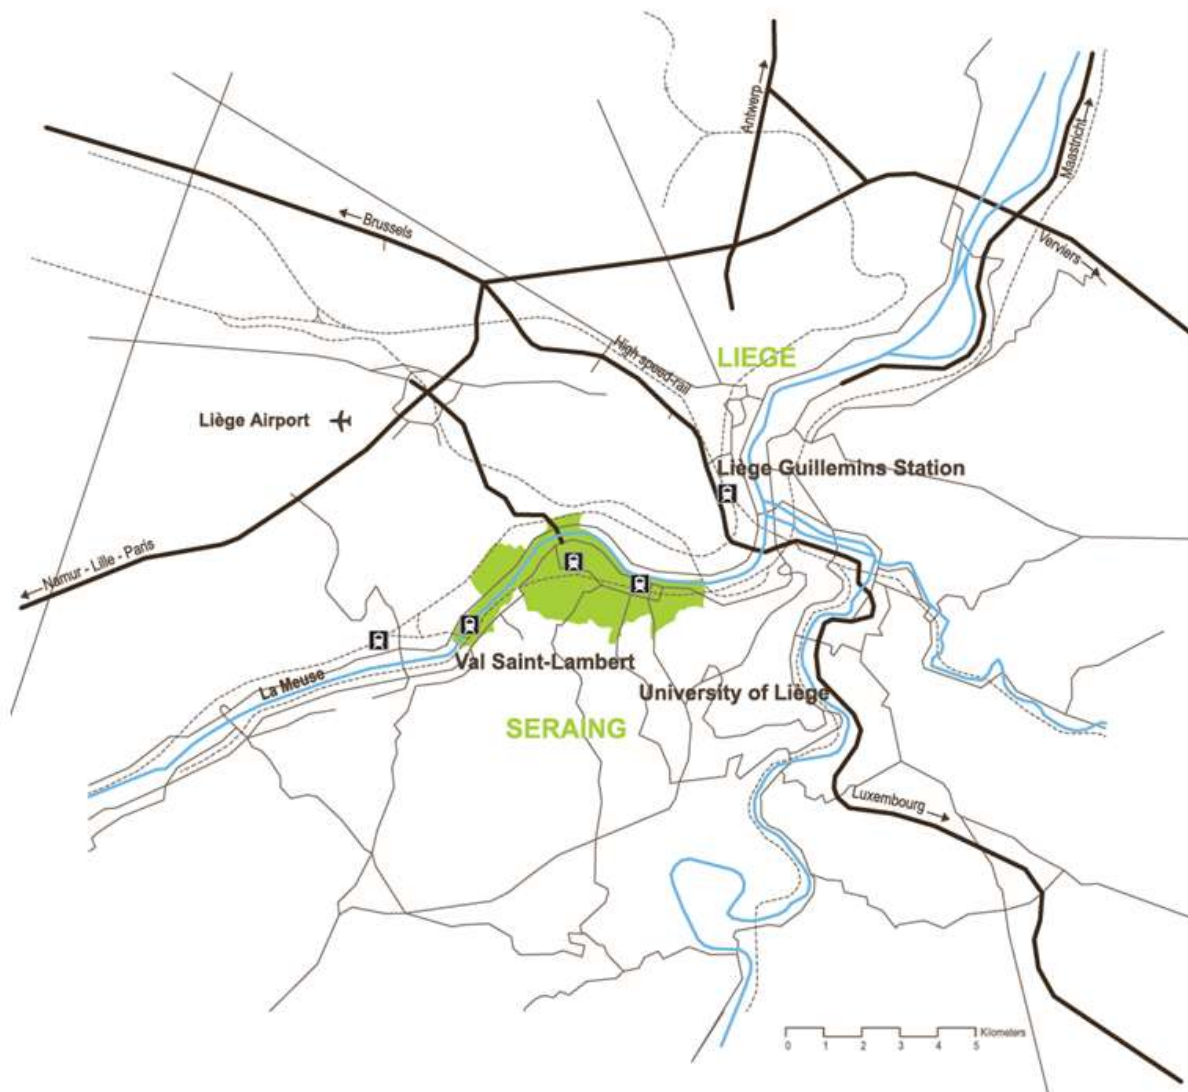 Antwerp
Maastricht
Brussels
Verviers
High speed-rail
LIEGE
Liège Airport
Liège Guillemins Station
Namur - Lille - Paris
Val Saint-Lambert
La Meuse
University of Liège
SERAING
Luxembourg
Kilometers
0 1 2 3 4 5